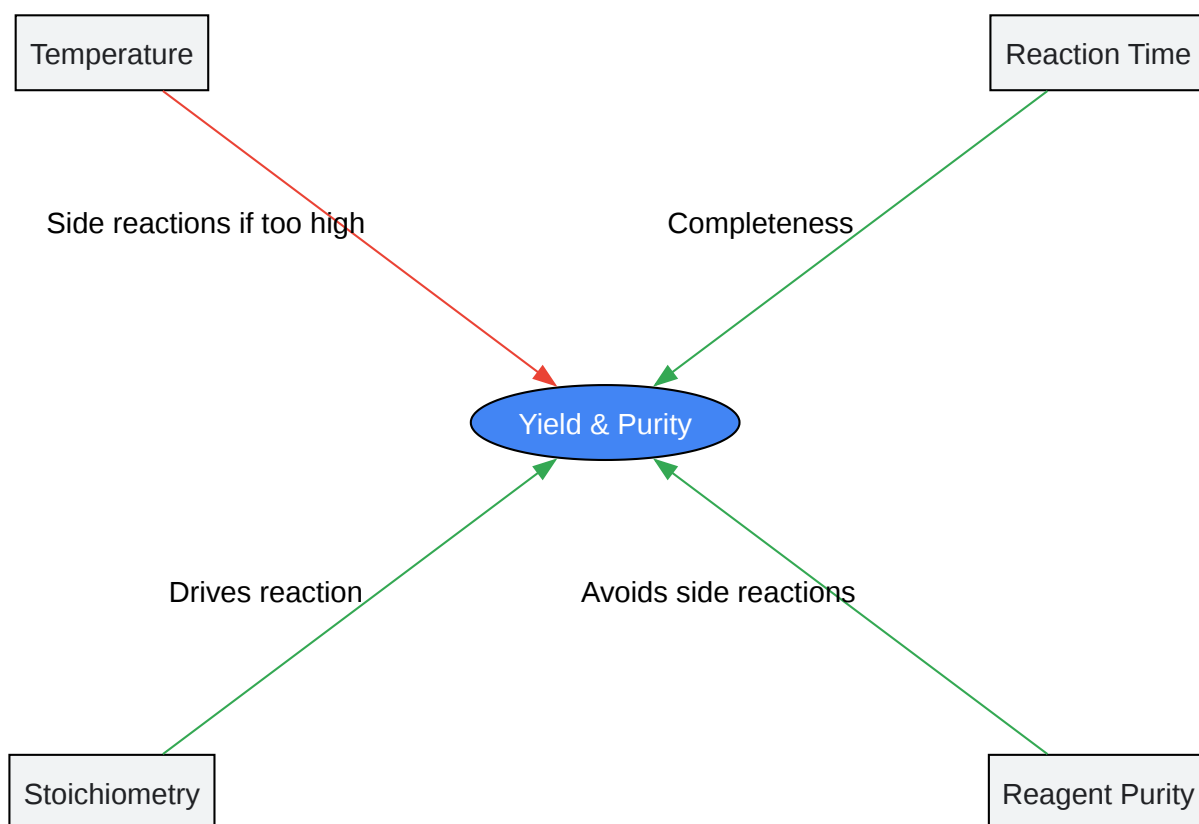 Temperature
Reaction Time
Side reactions if too high
Completeness
Yield & Purity
Drives reaction
Avoids side reactions
Stoichiometry
Reagent Purity